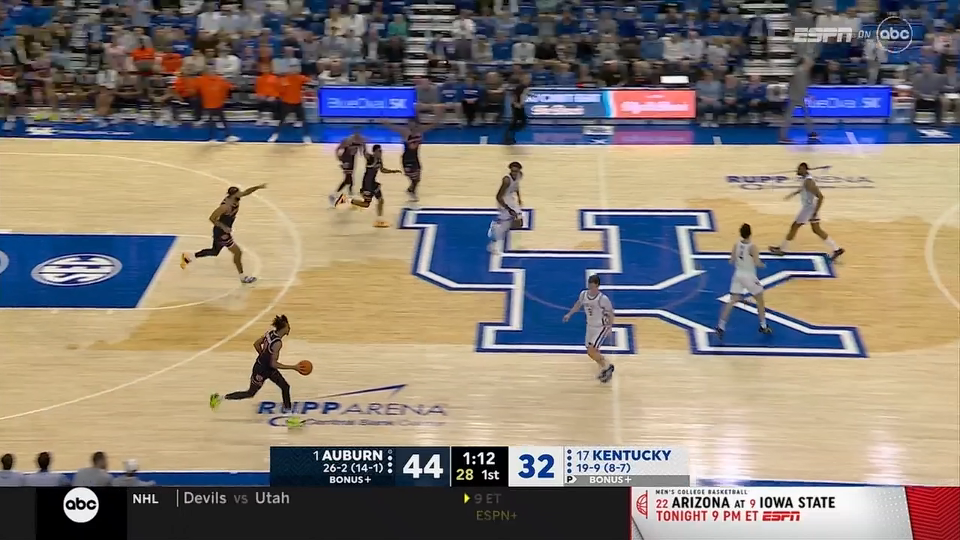 ESPN ON abc
RUPP ARENA
SEC
UK
RUPP ARENA
1 AUBURN 44
26-2 (14-1)
BONUS+
1:12
28 1st
32 17 KENTUCKY
P 19-9 (8-7)
BONUS+
abc NHL Devils vs Utah 9 ET
ESPN+
MEN'S COLLEGE BASKETBALL
22 ARIZONA AT 9 IOWA STATE
TONIGHT 9 PM ET ESPN